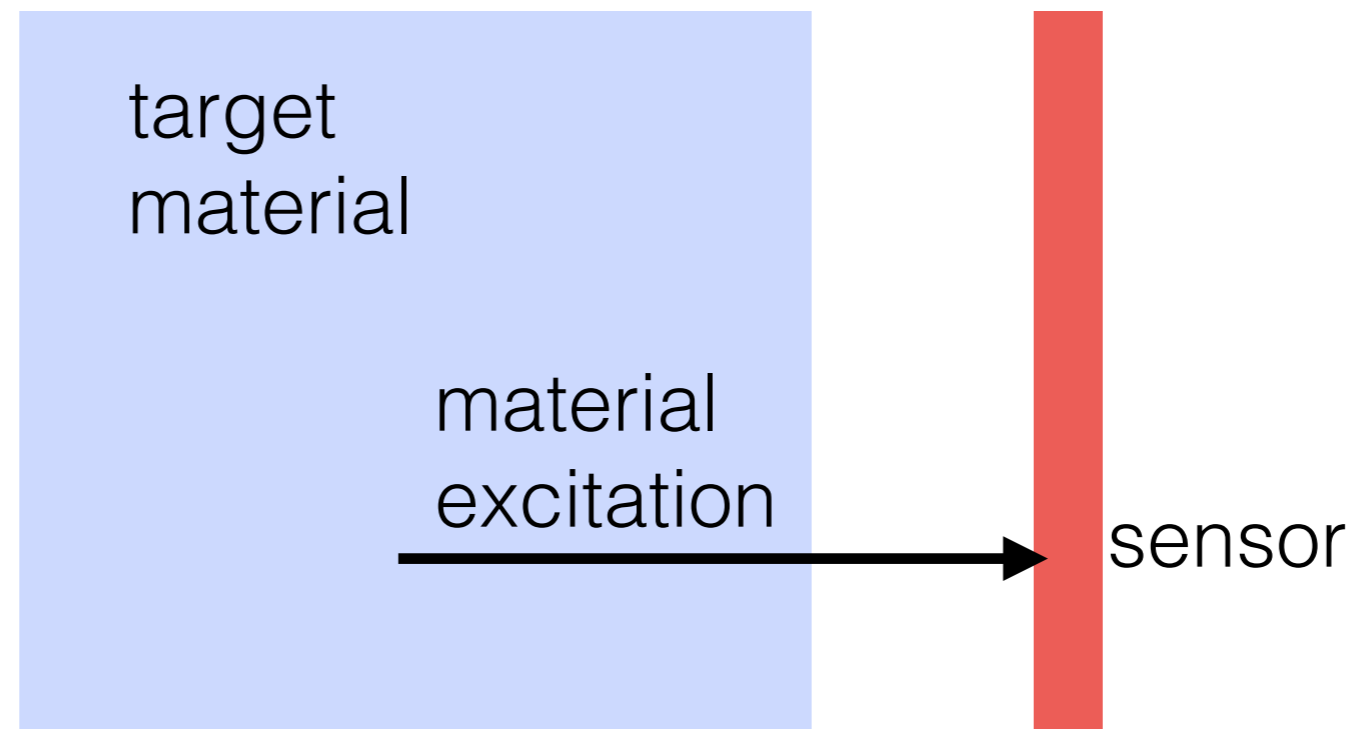 target
material
material
excitation
sensor